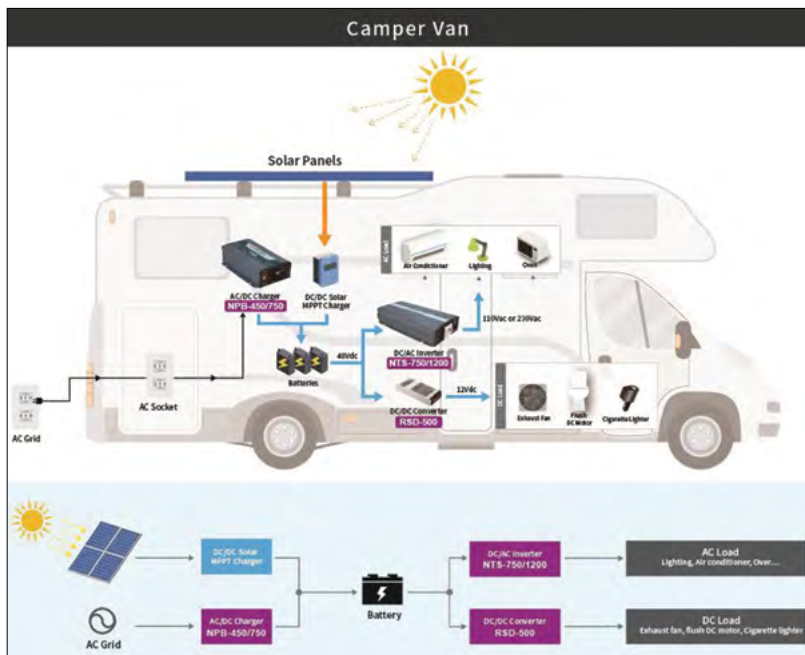 Camper Van
Solar Panels
AC Load
Air Conditioner
Lighting
Oven
AC/DC Charger
NPB-450/750
DC/DC Solar
MPPT Charger
110Vac or 230Vac
DC/AC Inverter
NTS-750/1200
48Vdc
Batteries
12Vdc
DC/DC Converter
RSD-500
DC Load
Exhaust Fan
Flush
DC Motor
Cigarette Lighter
AC Socket
AC Grid
DC/DC Solar
MPPT Charger
DC/AC Inverter
NTS-750/1200
AC Load
Lighting, Air conditioner, Over....
Battery
AC Grid
AC/DC Charger
NPB-450/750
DC/DC Converter
RSD-500
DC Load
Exhaust fan, flush DC motor, Cigarette lighter